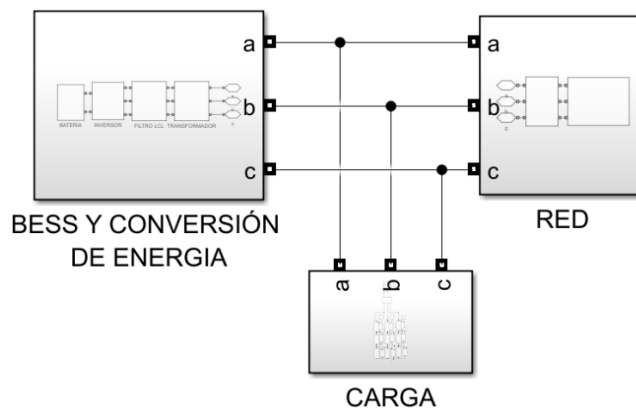 a
a
b
b
BATERIA INVERSOR FILTRO LCL TRANSFORMADOR
c
c
c
c
BESS Y CONVERSIÓN
DE ENERGIA
RED
a b c
CARGA